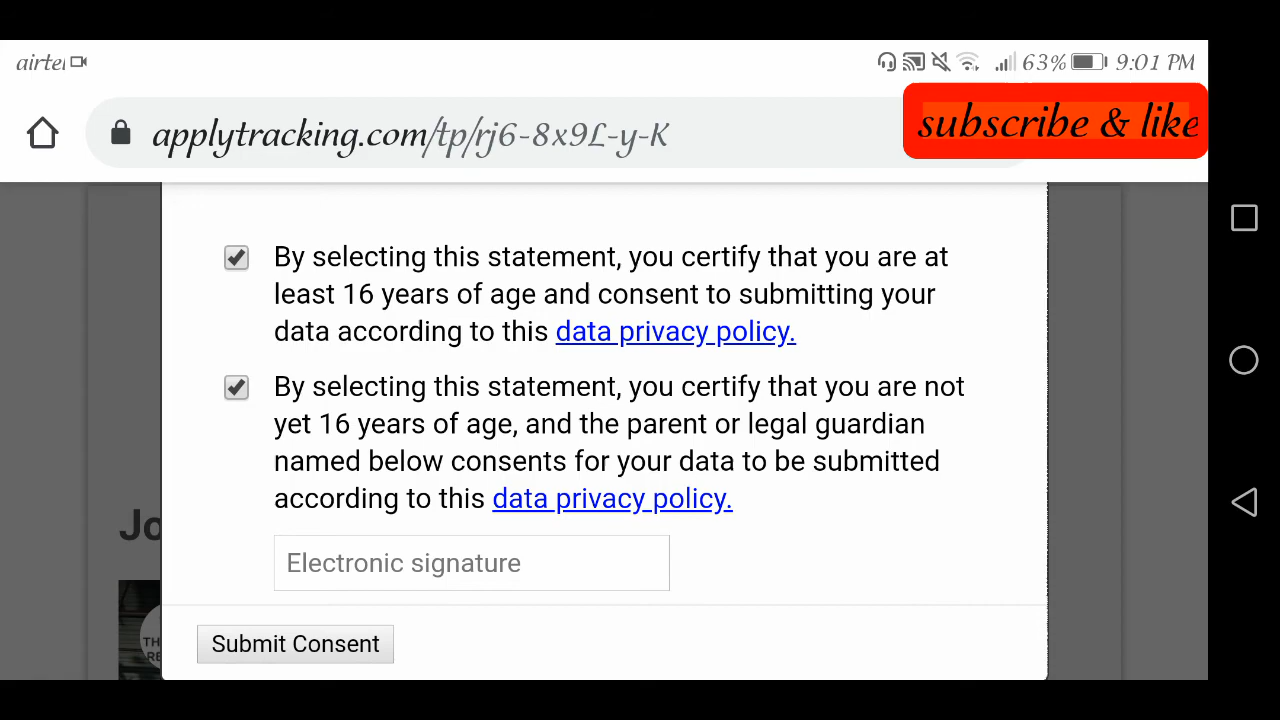 airtel
63% 9:01 PM
applytracking.com/tp/rj6-8x9L-y-K
subscribe & like
By selecting this statement, you certify that you are at
least 16 years of age and consent to submitting your
data according to this data privacy policy.
By selecting this statement, you certify that you are not
yet 16 years of age, and the parent or legal guardian
named below consents for your data to be submitted
according to this data privacy policy.
Jo
Electronic signature
TH
RE
Submit Consent